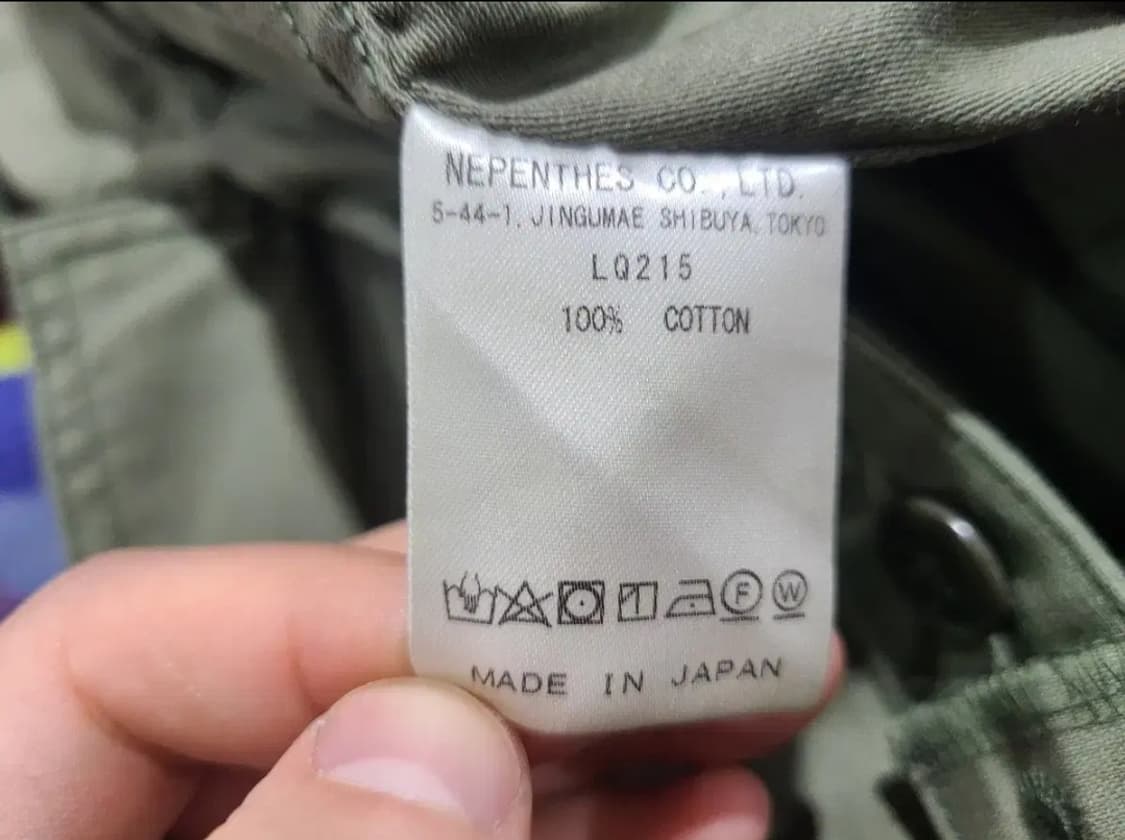 NEPENTHES CO., LTD.
5-44-1, JINGUMAE SHIBUYA, TOKYO
LQ215
100% COTTON
F W
MADE IN JAPAN